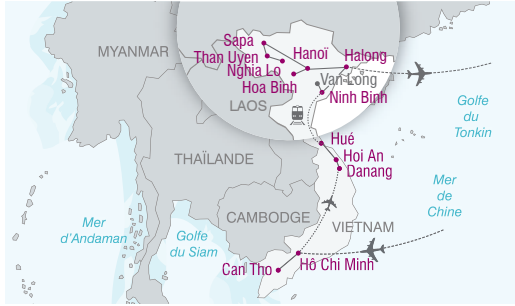 Sapa
MYANMAR
Hanoï
Halong
Than Uyen
Nghia Lo
Van Long
Hoa Binh
Ninh Binh
LAOS
Golfe
du Tonkin
Hué
Hoi An
THAÏLANDE
Danang
Mer
de
Chine
CAMBODGE
Mer
d'Andaman
VIETNAM
Golfe
du Siam
Hô Chi Minh
Can Tho